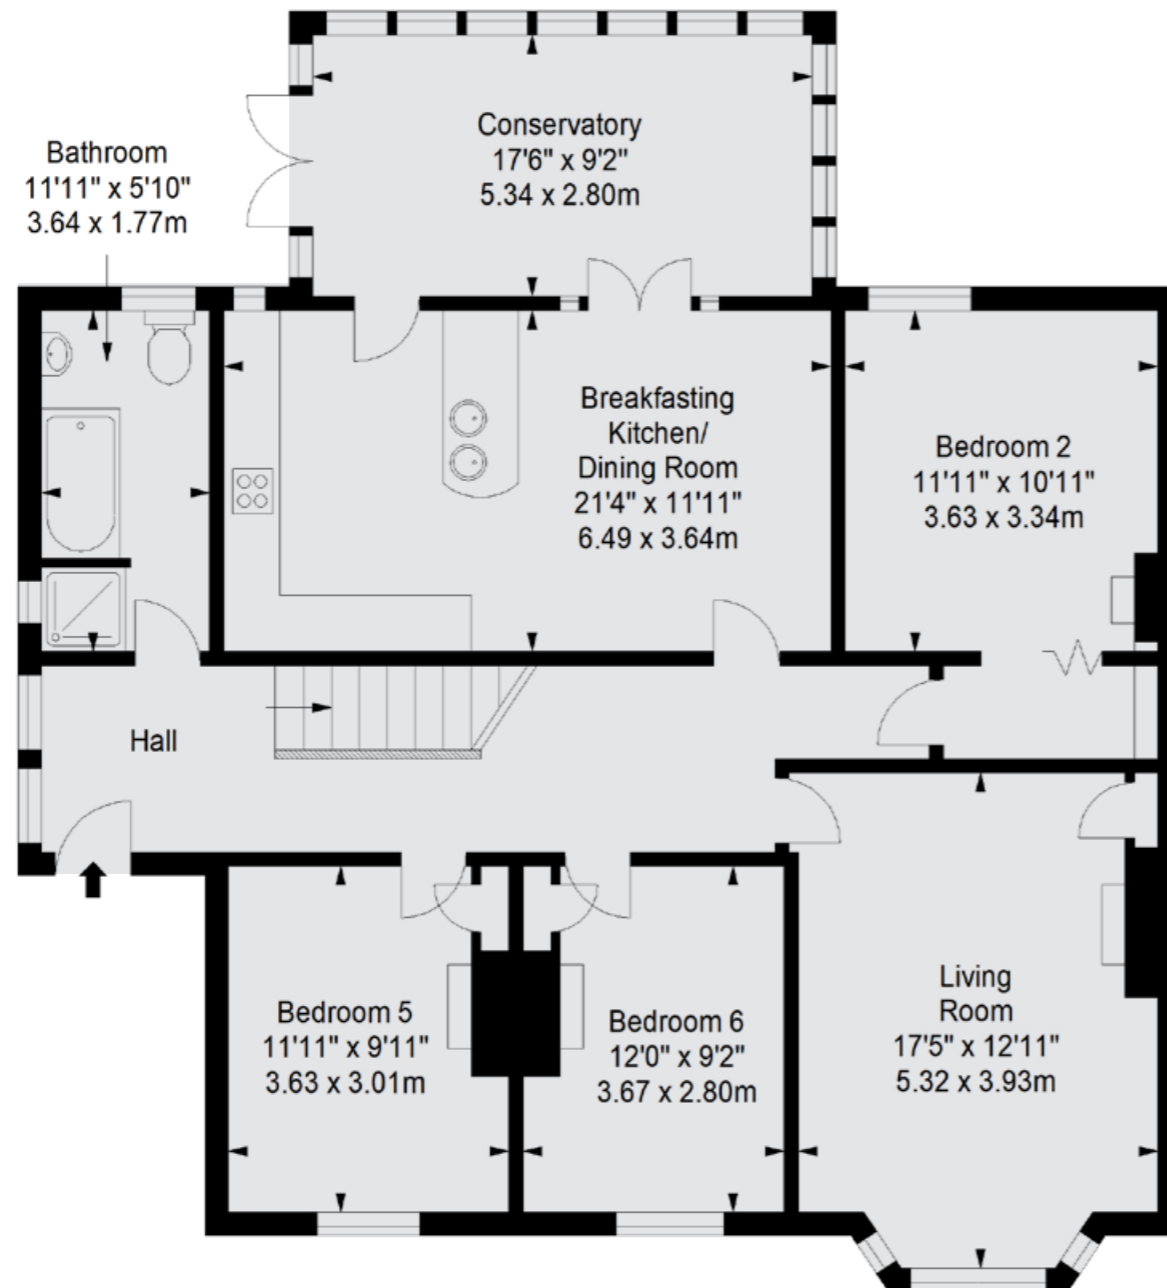 Conservatory
17'6" x 9'2"
5.34 x 2.80m
Bathroom
11'11" x 5'10"
3.64 x 1.77m
Breakfasting
Kitchen/
Dining Room
21'4" x 11'11"
6.49 x 3.64m
Bedroom 2
11'11" x 10'11"
3.63 x 3.34m
Hall
Bedroom 5
11'11" x 9'11"
3.63 x 3.01m
Bedroom 6
12'0" x 9'2"
3.67 x 2.80m
Living
Room
17'5" x 12'11"
5.32 x 3.93m